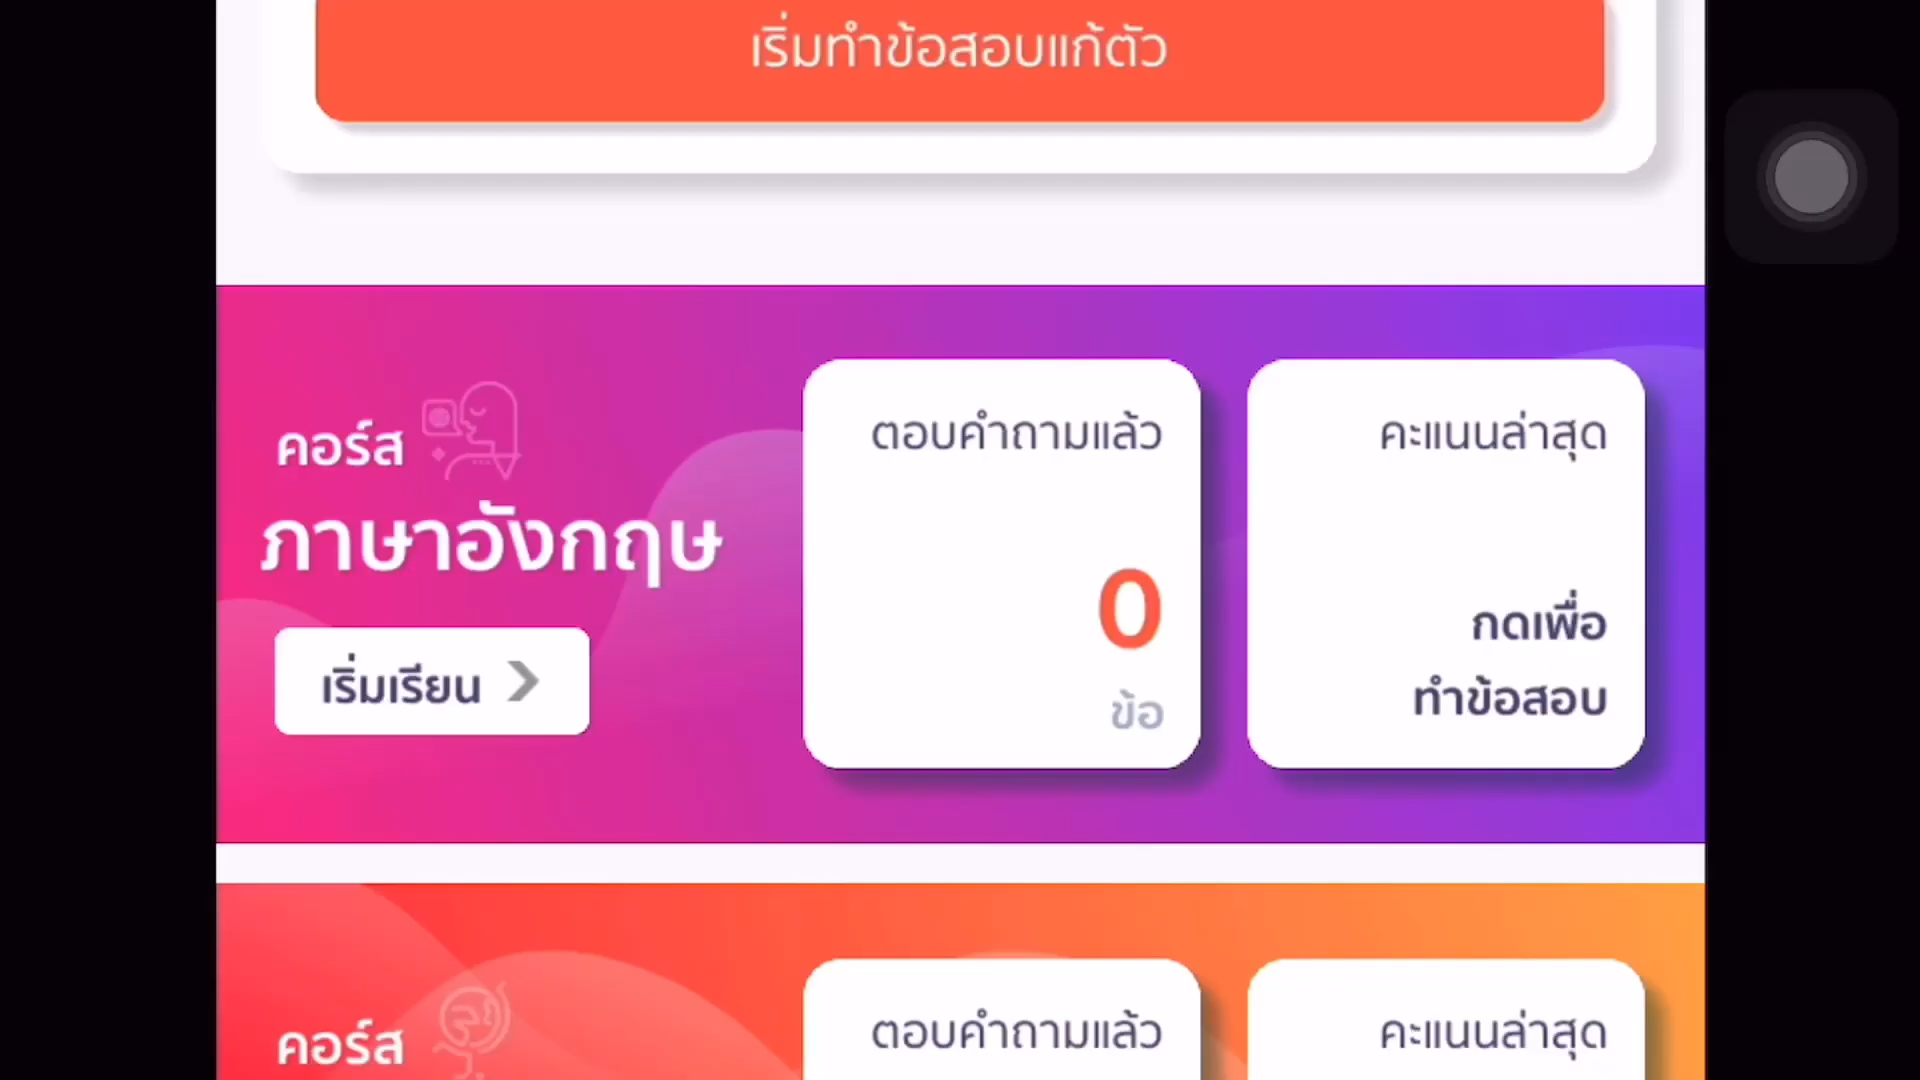 เริ่มทำข้อสอบแก้ตัว
คอร์ส
ภาษาอังกฤษ
เริ่มเรียน
ตอบคำถามแล้ว
0
ข้อ
คะแนนล่าสุด
กดเพื่อ
ทำข้อสอบ
คอร์ส
ตอบคำถามแล้ว
คะแนนล่าสุด